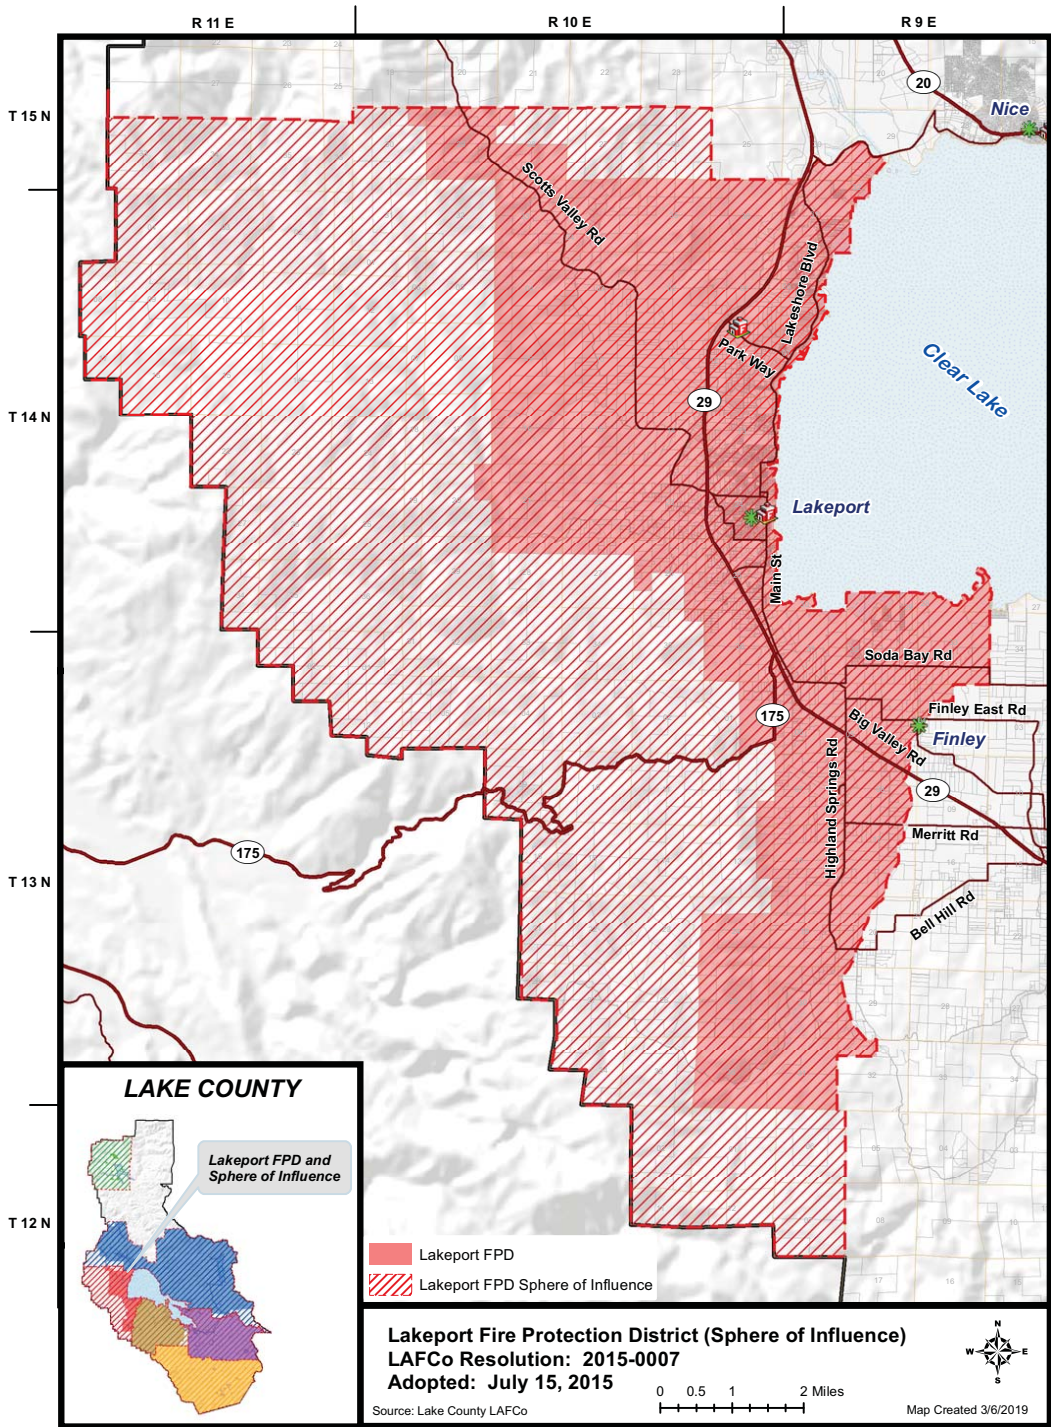 R 11 E
R 10 E
R 9 E
T 15 N
T 14 N
T 13 N
T 12 N
20
Nice
Scotts Valley Rd
Lakeshore Blvd
Park Way
Clear Lake
29
Lakeport
Main St
Soda Bay Rd
Finley East Rd
175
Big Valley Rd
Finley
Highland Springs Rd
29
Merritt Rd
175
Bell Hill Rd
LAKE COUNTY
Lakeport FPD and
Sphere of Influence
Lakeport FPD
Lakeport FPD Sphere of Influence
Lakeport Fire Protection District (Sphere of Influence)
LAFCo Resolution: 2015-0007
Adopted: July 15, 2015
Source: Lake County LAFCo
0 0.5 1 2 Miles
N
W E
S
Map Created 3/6/2019